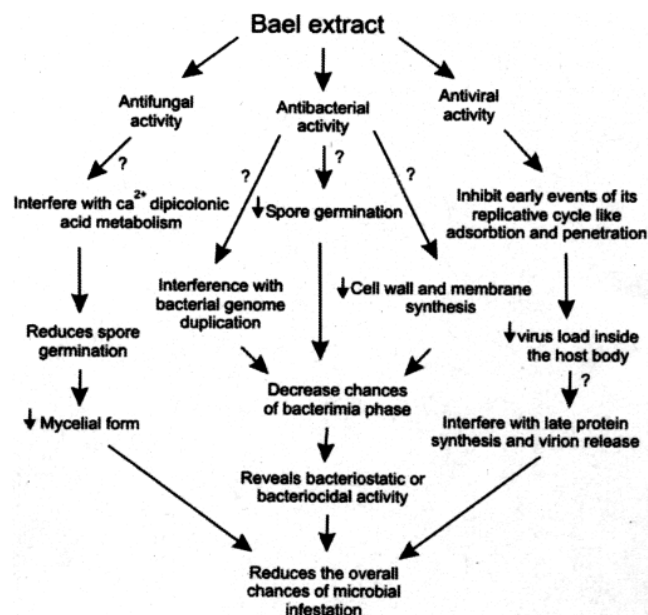 Bael extract
Antifungal
activity
Antibacterial
activity
Antiviral
activity
?
?
?
?
Interfere with ca2+ dipicolonic
acid metabolism
Spore germination
Inhibit early events of its
replicative cycle like
adsorbtion and penetration
Interference with
bacterial genome
duplication
Cell wall and membrane
synthesis
Reduces spore
germination
virus load inside
the host body
?
Mycelial form
Decrease chances
of bacterimia phase
Interfere with late protein
synthesis and virion release
Reveals bacteriostatic or
bacteriocidal activity
Reduces the overall
chances of microbial
infestation